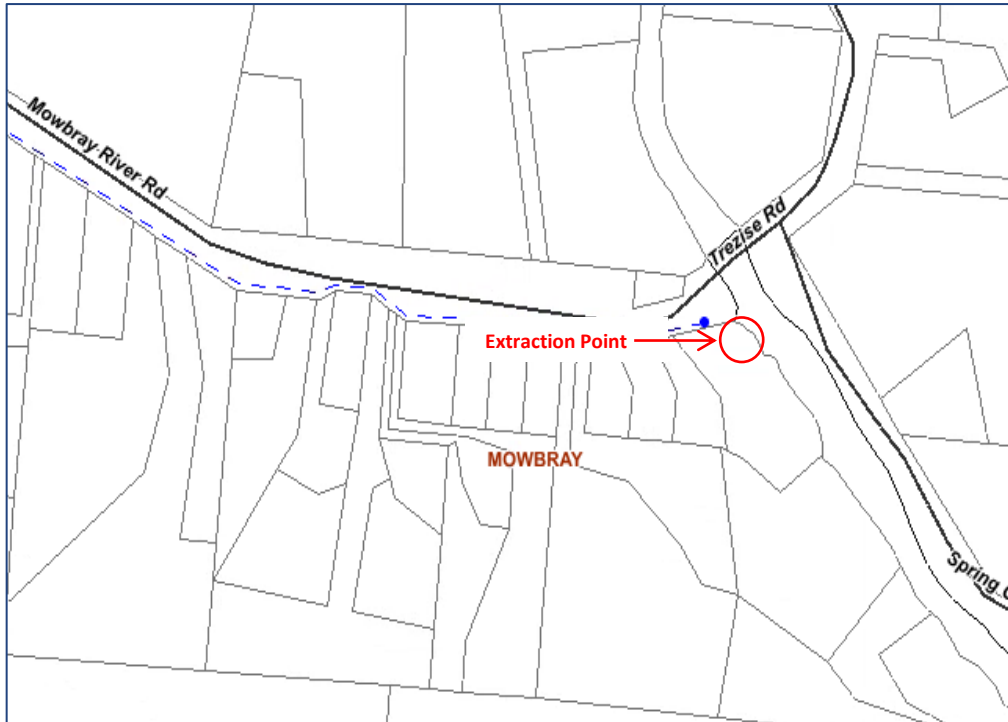 Mowbray River Rd
Trezise Rd
Extraction Point
MOWBRAY
Spring